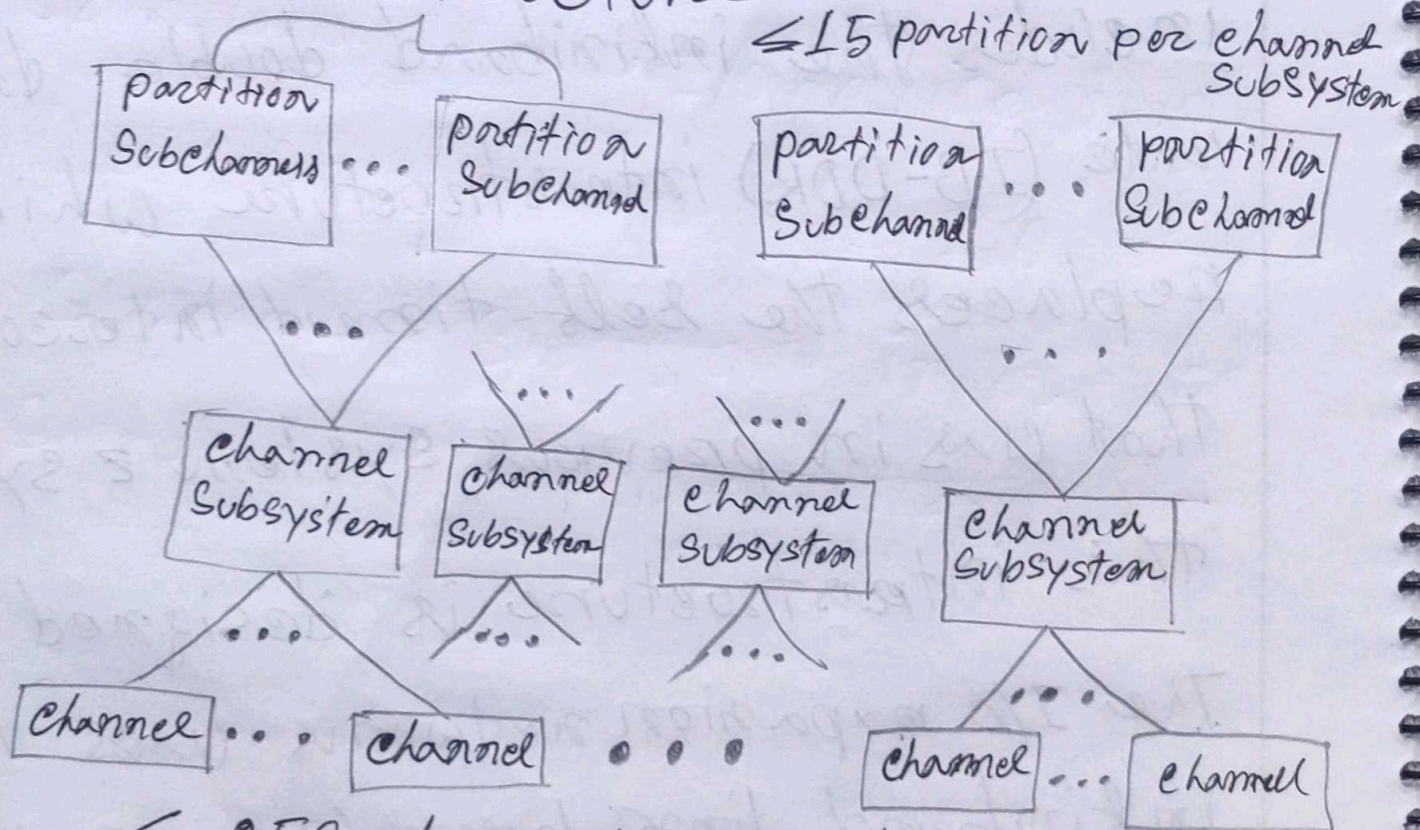 ≤15 partition per channel
Subsystem
partition
Subchannels
...
partition
Subchannel
partition
Subchannel
...
partition
Subchannel
...
...
...
...
...
channel
Subsystem
channel
Subsystem
channel
Subsystem
channel
Subsystem
...
...
...
...
channel
...
channel
...
channel
...
channel